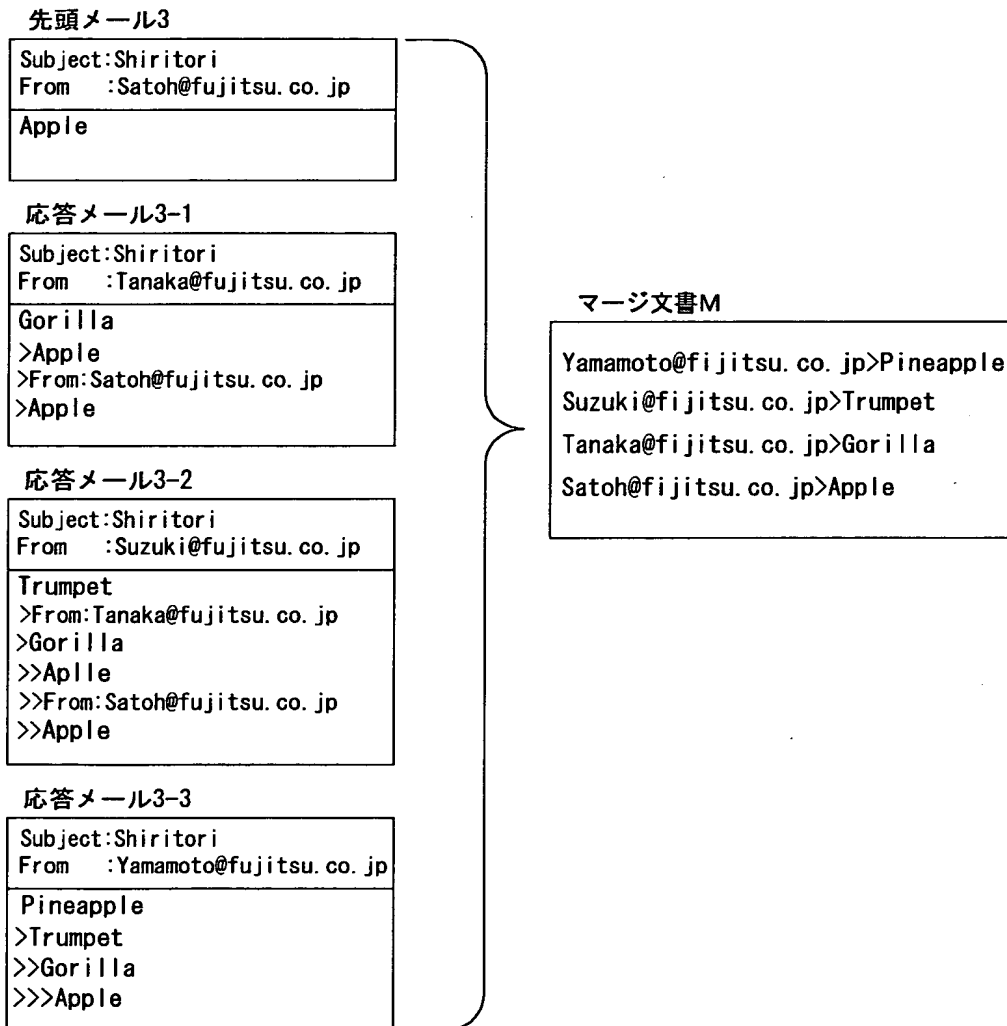 先頭メール3
Subject:Shiritori
From   :Satoh@fujitsu.co.jp
Apple
応答メール3-1
Subject:Shiritori
From   :Tanaka@fujitsu.co.jp
Gorilla
>Apple
>From:Satoh@fujitsu.co.jp
>Apple
応答メール3-2
Subject:Shiritori
From   :Suzuki@fujitsu.co.jp
Trumpet
>From:Tanaka@fujitsu.co.jp
>Gorilla
>>Aplle
>>From:Satoh@fujitsu.co.jp
>>Apple
応答メール3-3
Subject:Shiritori
From   :Yamamoto@fujitsu.co.jp
Pineapple
>Trumpet
>>Gorilla
>>>Apple
マージ文書M
Yamamoto@fijitsu.co.jp>Pineapple
Suzuki@fijitsu.co.jp>Trumpet
Tanaka@fijitsu.co.jp>Gorilla
Satoh@fijitsu.co.jp>Apple